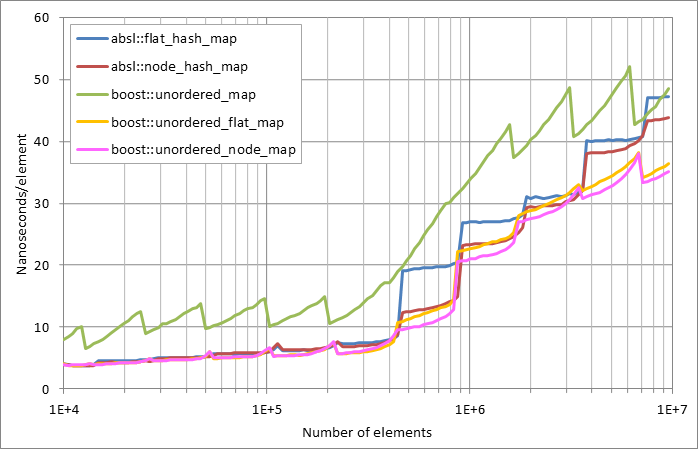 60
50
40
30
20
10
0
Nanoseconds/element
absl::flat_hash_map
absl::node_hash_map
boost::unordered_map
boost::unordered_flat_map
boost::unordered_node_map
1E+4
1E+5
1E+6
1E+7
Number of elements